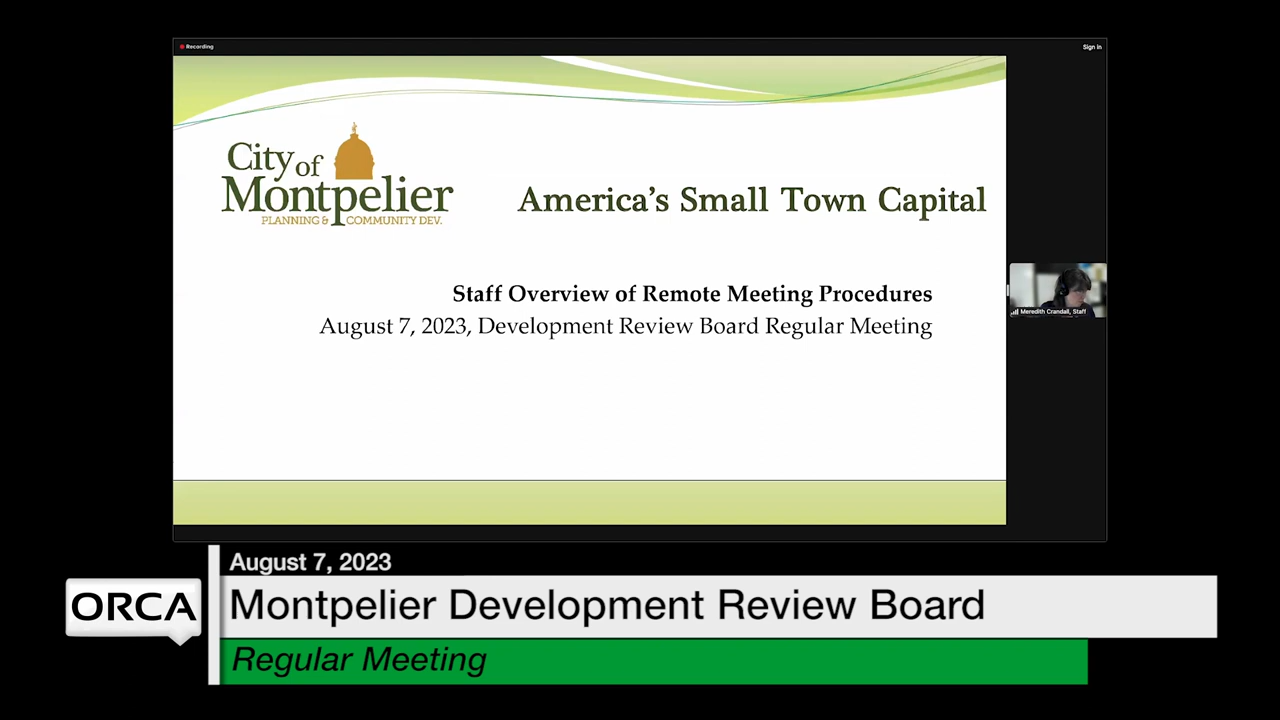 Recording
Sign in
City of
Montpelier
PLANNING & COMMUNITY DEV.
America's Small Town Capital
Staff Overview of Remote Meeting Procedures
August 7, 2023, Development Review Board Regular Meeting
Meredith Crandall, Staff
August 7, 2023
ORCA
Montpelier Development Review Board
Regular Meeting